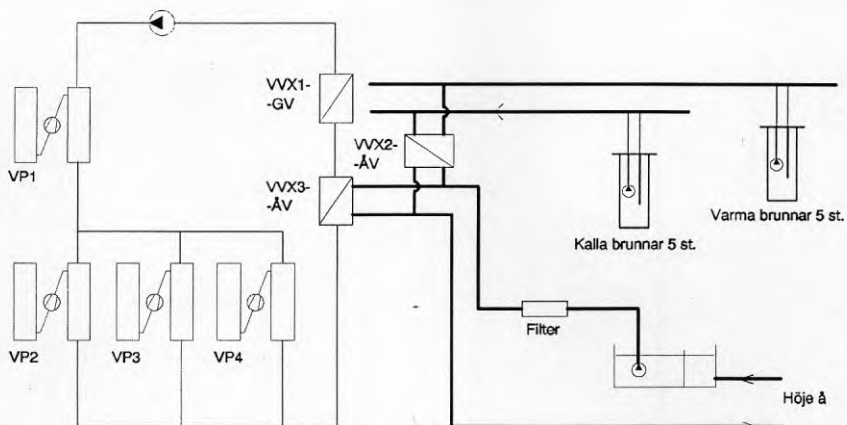 VVX1-
-GV
VP1
VVX2-
-ÅV
VVX3-
-ÅV
Varma brunnar 5 st.
Kalla brunnar 5 st.
Filter
VP2
VP3
VP4
Höje å